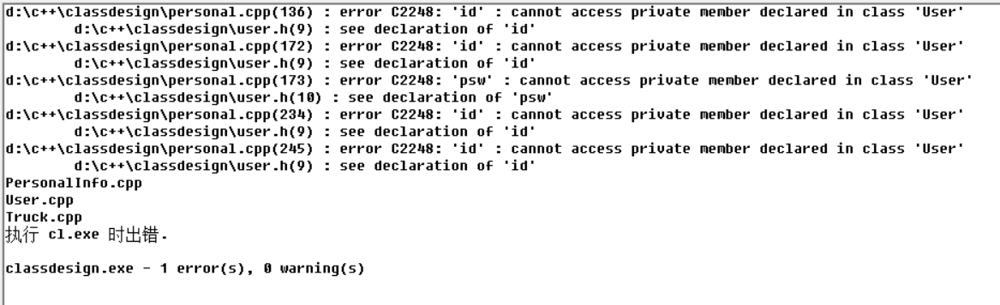 d:\c++\classdesign\personal.cpp(136) : error C2248: 'id' : cannot access private member declared in class 'User'
d:\c++\classdesign\user.h(9) : see declaration of 'id'
d:\c++\classdesign\personal.cpp(172) : error C2248: 'id' : cannot access private member declared in class 'User'
d:\c++\classdesign\user.h(9) : see declaration of 'id'
d:\c++\classdesign\personal.cpp(173) : error C2248: 'psw' : cannot access private member declared in class 'User'
d:\c++\classdesign\user.h(10) : see declaration of 'psw'
d:\c++\classdesign\personal.cpp(234) : error C2248: 'id' : cannot access private member declared in class 'User'
d:\c++\classdesign\user.h(9) : see declaration of 'id'
d:\c++\classdesign\personal.cpp(245) : error C2248: 'id' : cannot access private member declared in class 'User'
d:\c++\classdesign\user.h(9) : see declaration of 'id'
PersonalInfo.cpp
User.cpp
Truck.cpp
执行 cl.exe 时出错.
classdesign.exe - 1 error(s), 0 warning(s)